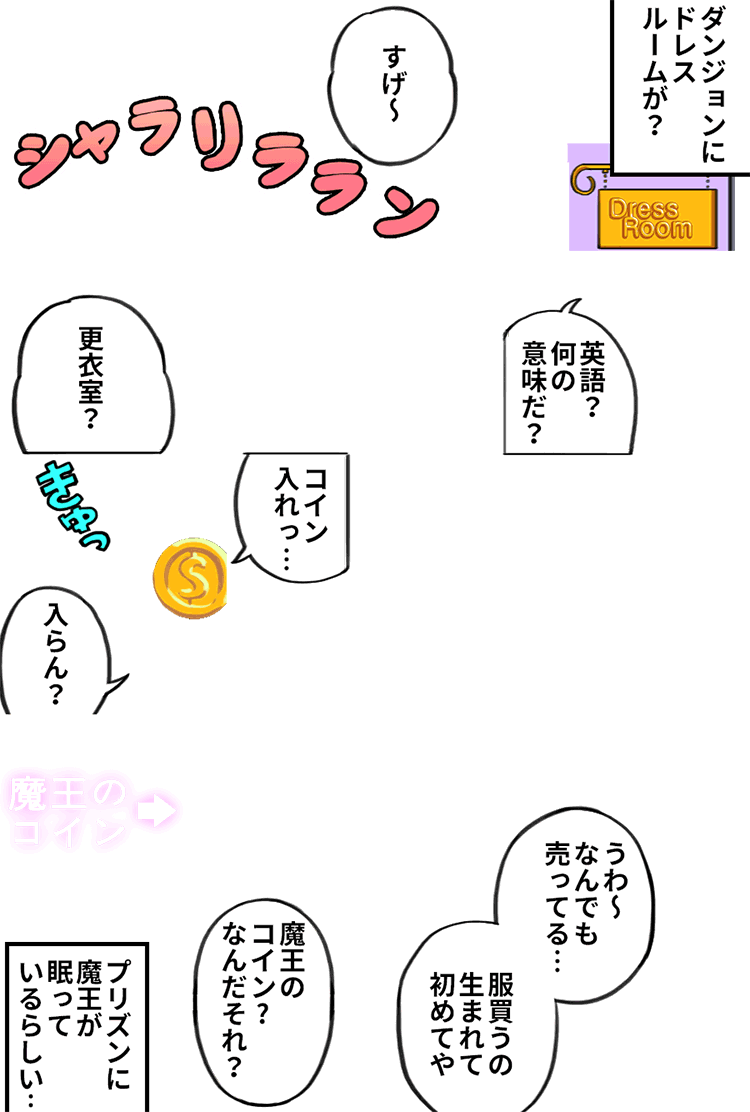 ダンジョンに
ドレス
ルームが？
Dress
Room
すげ～
シャラリラララン
英語？
何の
意味だ？
更衣室？
コイン
入れっ…
きゅっ
入らん？
魔王の
コイン
うわ～
なんでも
売ってる…
服買うの
生まれて
初めてや
魔王の
コイン？
なんだそれ？
プリズンに
魔王が
眠って
いるらしい…